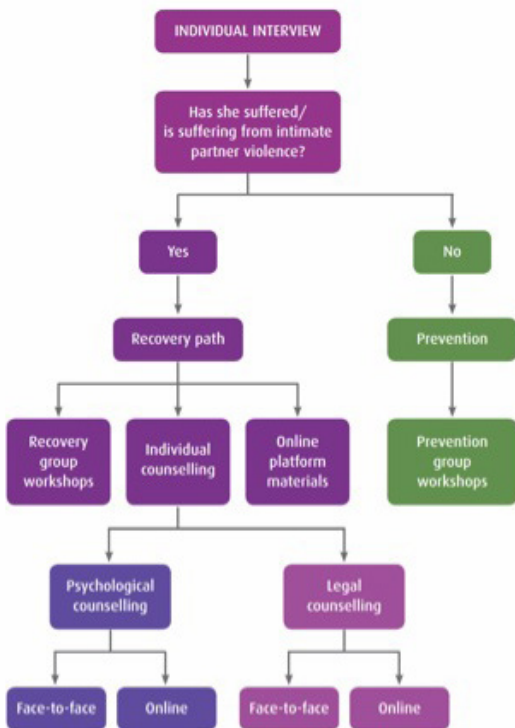 INDIVIDUAL INTERVIEW
Has she suffered/
is suffering from intimate
partner violence?
Yes
No
Recovery path
Prevention
Recovery
group
workshops
Individual
counselling
Online
platform
materials
Prevention
group
workshops
Psychological
counselling
Legal
counselling
Face-to-face
Online
Face-to-face
Online